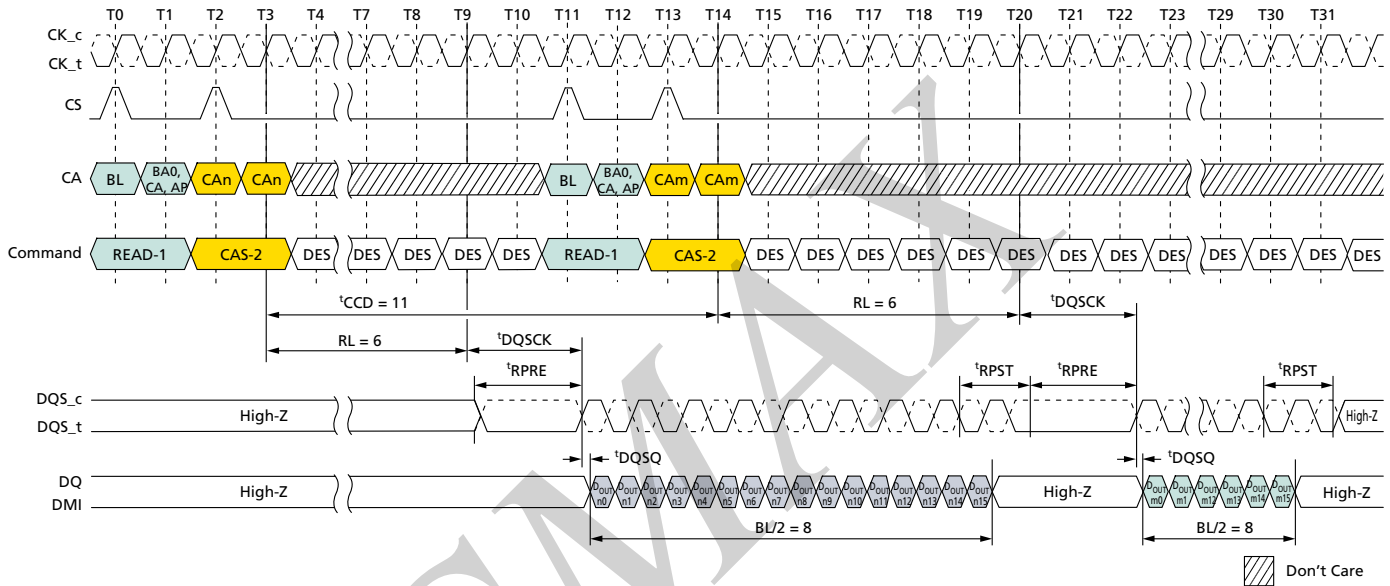 T0 T1 T2 T3 T4 T7 T8 T9 T10 T11 T12 T13 T14 T15 T16 T17 T18 T19 T20 T21 T22 T23 T29 T30 T31
CK_c
CK_t
CS
CA BL BA0, CA, AP CAn CAn BL BA0, CA, AP CAm CAm
Command READ-1 CAS-2 DES DES DES DES DES READ-1 CAS-2 DES DES DES DES DES DES DES DES DES DES DES DES DES
tCCD = 11 RL = 6 tDQSCK
RL = 6 tDQSCK
tRPRE tRPST tRPRE tRPST
DQS_c
DQS_t
High-Z High-Z
tDQSQ tDQSQ
DQ
DMI
High-Z DOUT n0 DOUT n1 DOUT n2 DOUT n3 DOUT n4 DOUT n5 DOUT n6 DOUT n7 DOUT n8 DOUT n9 DOUT n10 DOUT n11 DOUT n12 DOUT n13 DOUT n14 DOUT n15 High-Z DOUT m0 DOUT m1 DOUT m12 DOUT m13 DOUT m14 DOUT m15 High-Z
BL/2 = 8 BL/2 = 8
Don't Care
MAX